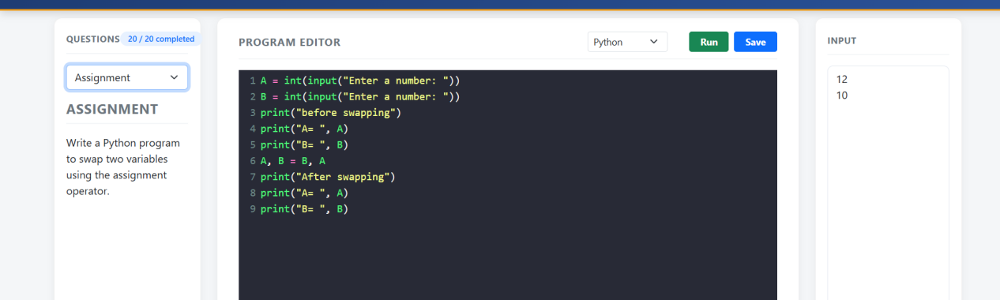 QUESTIONS 20 / 20 completed
Assignment
ASSIGNMENT
Write a Python program
to swap two variables
using the assignment
operator.
PROGRAM EDITOR Python Run Save
1 A = int(input("Enter a number: "))
2 B = int(input("Enter a number: "))
3 print("before swapping")
4 print("A= ", A)
5 print("B= ", B)
6 A, B = B, A
7 print("After swapping")
8 print("A= ", A)
9 print("B= ", B)
INPUT
12
10